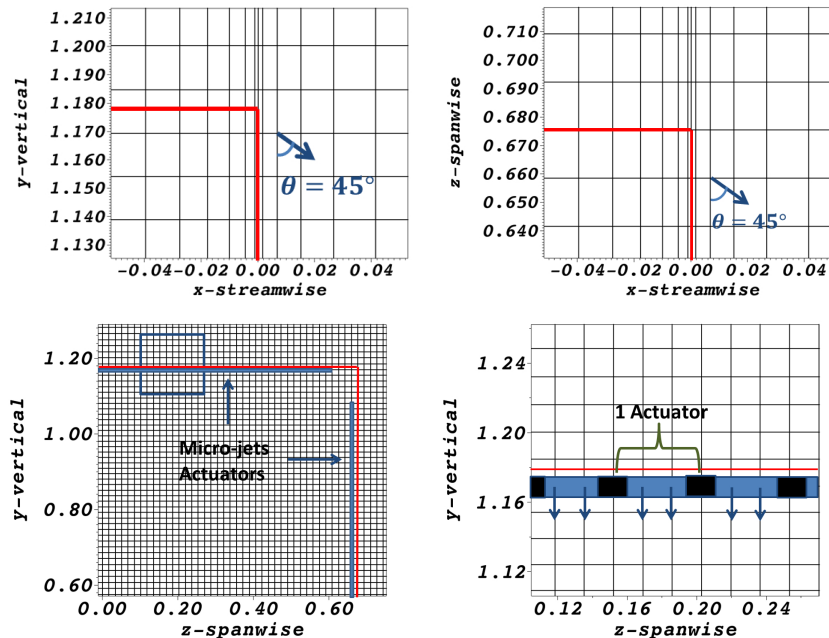 1.210
1.200
1.190
1.180
1.170
1.160
1.150
1.140
1.130
y-vertical
θ = 45°
-0.04 -0.02 0.00 0.02 0.04
x-streamwise
0.710
0.700
0.680
0.670
0.650
0.640
z-spanwise
θ = 45°
-0.04 -0.02 0.00 0.02 0.04
x-streamwise
1.20
1.00
0.80
0.60
y-vertical
Micro-jets
Actuators
0.00 0.20 0.40 0.60
z-spanwise
1.24
1.20
1.16
1.12
y-vertical
1 Actuator
0.12 0.16 0.20 0.24
z-spanwise